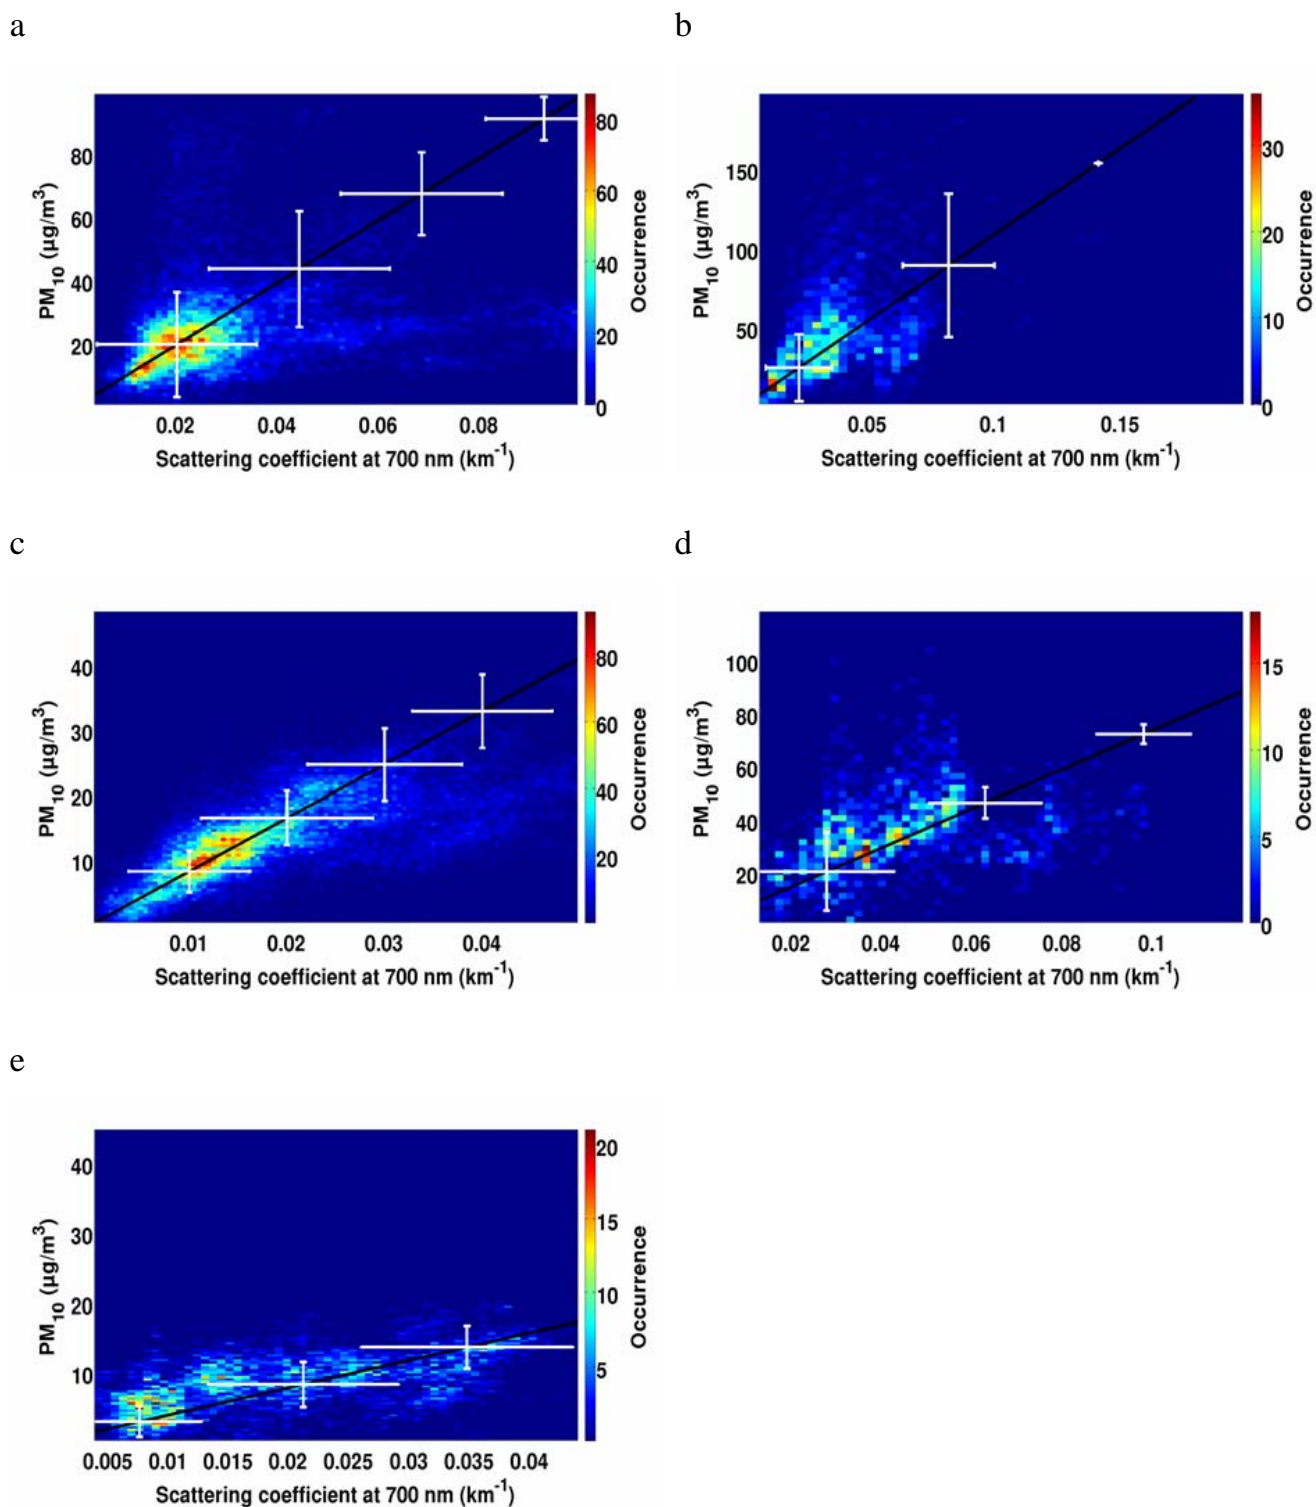 a
b
80
60
40
20
PM10 (µg/m3)
0.02 0.04 0.06 0.08
Scattering coefficient at 700 nm (km-1)
80
60
40
20
0
Occurrence
150
100
50
PM10 (µg/m3)
0.05 0.1 0.15
Scattering coefficient at 700 nm (km-1)
30
20
10
0
Occurrence
c
d
40
30
20
10
PM10 (µg/m3)
0.01 0.02 0.03 0.04
Scattering coefficient at 700 nm (km-1)
80
60
40
20
Occurrence
100
80
60
40
20
PM10 (µg/m3)
0.02 0.04 0.06 0.08 0.1
Scattering coefficient at 700 nm (km-1)
15
10
5
0
Occurrence
e
40
30
20
10
PM10 (µg/m3)
0.005 0.01 0.015 0.02 0.025 0.03 0.035 0.04
Scattering coefficient at 700 nm (km-1)
20
15
10
5
Occurrence